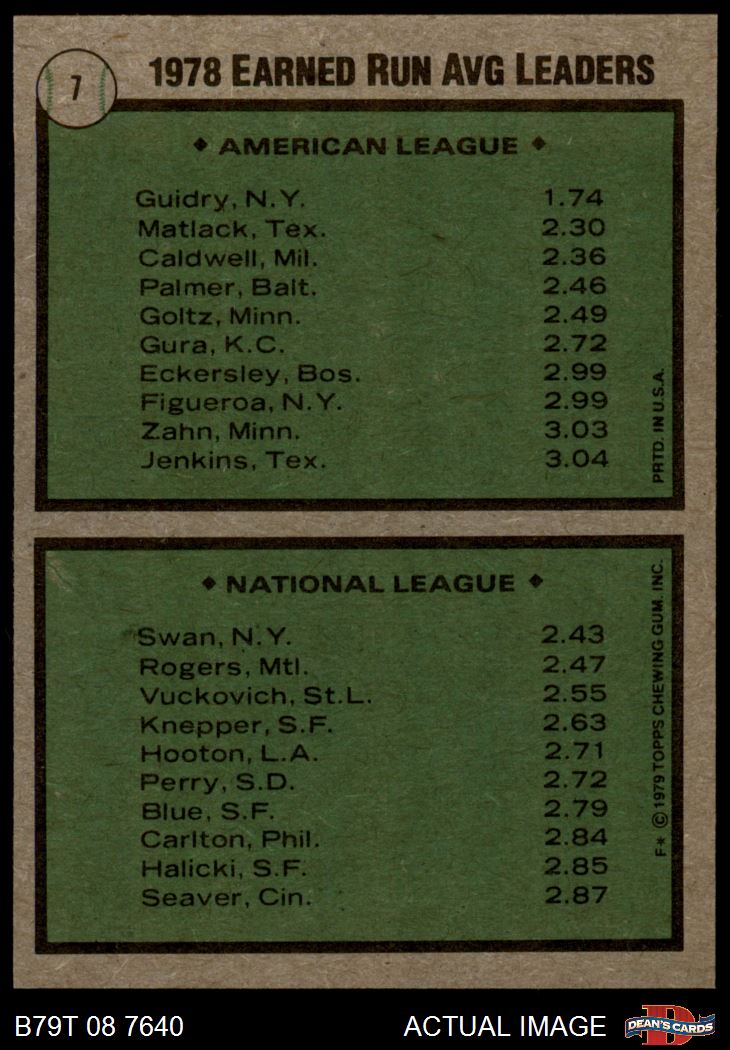 7
1978 EARNED RUN AVG LEADERS
◆ AMERICAN LEAGUE ◆
Guidry, N.Y. 1.74
Matlack, Tex. 2.30
Caldwell, Mil. 2.36
Palmer, Balt. 2.46
Goltz, Minn. 2.49
Gura, K.C. 2.72
Eckersley, Bos. 2.99
Figueroa, N.Y. 2.99
Zahn, Minn. 3.03
Jenkins, Tex. 3.04
PRTD. IN U.S.A.
◆ NATIONAL LEAGUE ◆
Swan, N.Y. 2.43
Rogers, Mtl. 2.47
Vuckovich, St.L. 2.55
Knepper, S.F. 2.63
Hooton, L.A. 2.71
Perry, S.D. 2.72
Blue, S.F. 2.79
Carlton, Phil. 2.84
Halicki, S.F. 2.85
Seaver, Cin. 2.87
F* © 1979 TOPPS CHEWING GUM. INC.
B79T 08 7640 ACTUAL IMAGE
D
DEAN'S CARDS